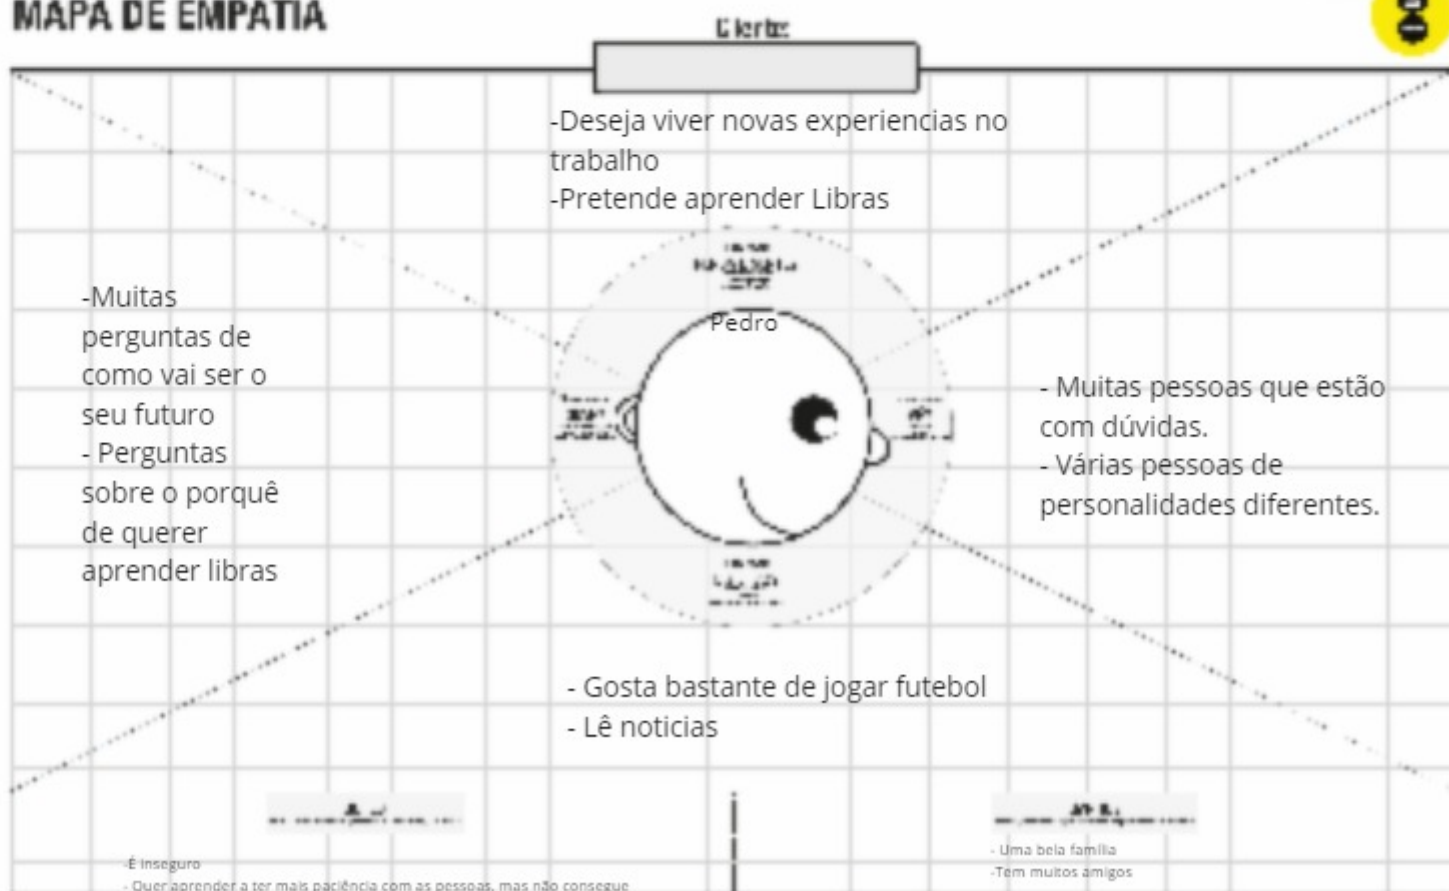 MAPA DE EMPATIA
-Deseja viver novas experiencias no
trabalho
-Pretende aprender Libras
-Muitas
perguntas de
como vai ser o
seu futuro
- Perguntas
sobre o porquê
de querer
aprender libras
Pedro
- Muitas pessoas que estão
com dúvidas.
- Várias pessoas de
personalidades diferentes.
- Gosta bastante de jogar futebol
- Lê noticias
-É inseguro
- Quer aprender a ter mais paciência com as pessoas, mas não consegue
- Uma bela família
-Tem muitos amigos